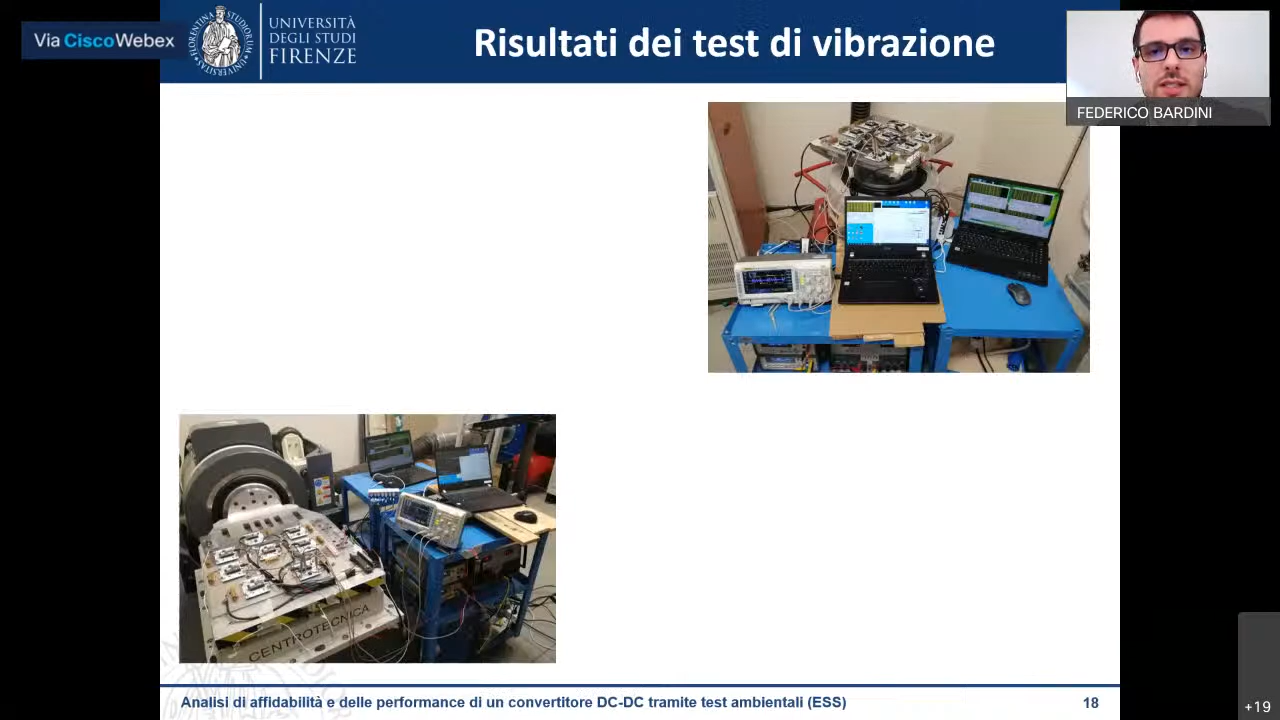 Via Cisco Webex
UNIVERSITÀ
DEGLI STUDI
FIRENZE
Risultati dei test di vibrazione
FEDERICO BARDINI
CENTROTECNICA
Analisi di affidabilità e delle performance di un convertitore DC-DC tramite test ambientali (ESS)
18
+19